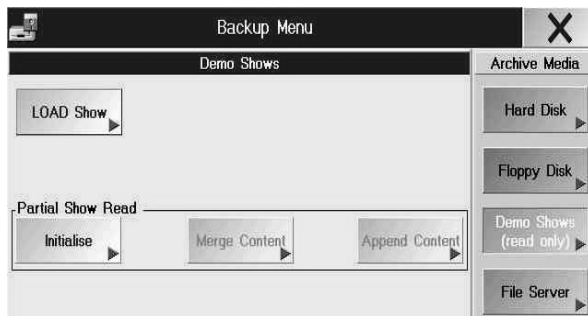 Backup Menu
Demo Shows
Archive Media
LOAD Show
Hard Disk
Floppy Disk
Partial Show Read
Initialise
Merge Content
Append Content
Demo Shows
(read only)
File Server